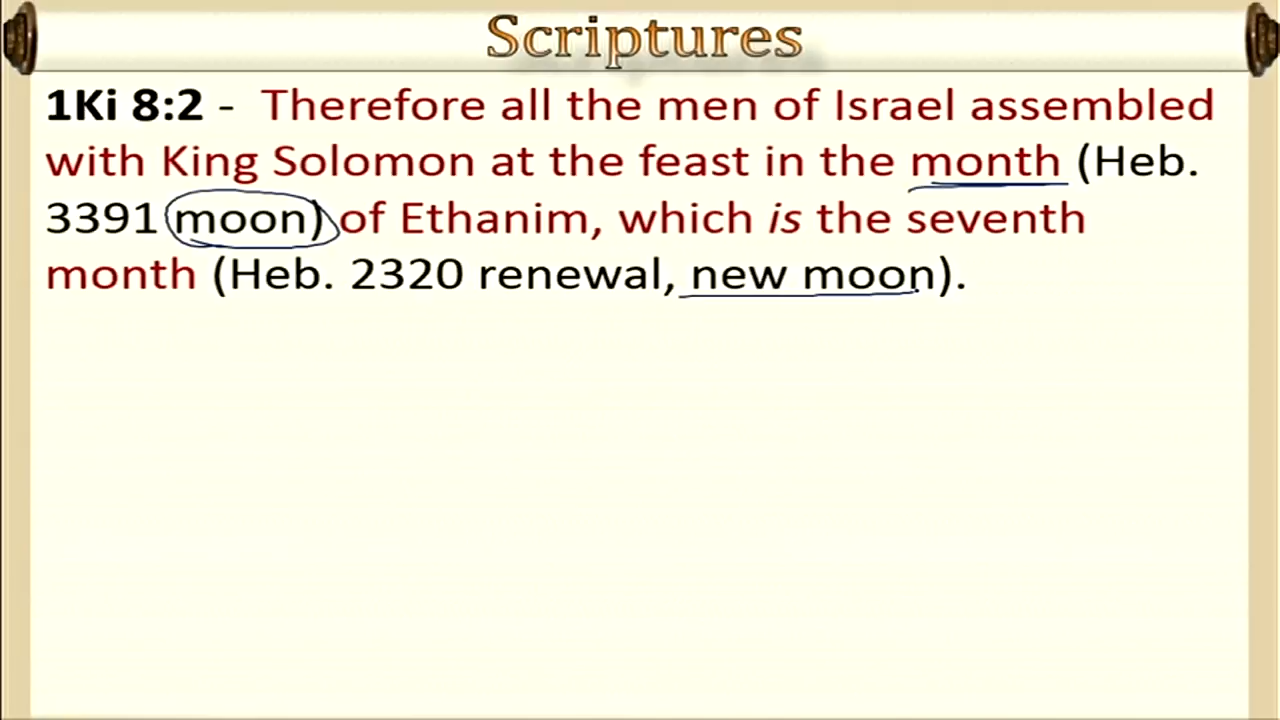 Scriptures
1Ki 8:2 - Therefore all the men of Israel assembled
with King Solomon at the feast in the month (Heb.
3391 moon) of Ethanim, which is the seventh
month (Heb. 2320 renewal, new moon).